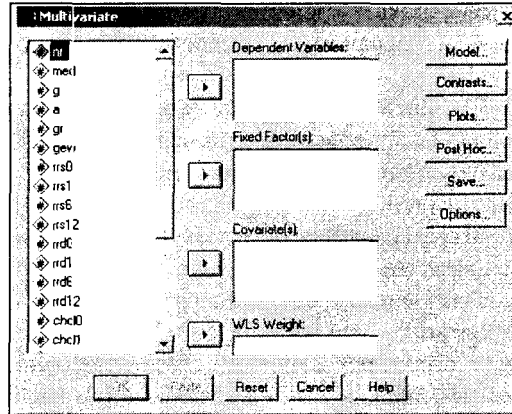 Multivariate
nr
med
g
a
gr
gew
rrs0
rrs1
rrs6
rrs12
rrd0
rrd1
rrd6
rrd12
chol0
chol1
Dependent Variables:
Fixed Factor(s):
Covariate(s):
WLS Weight:
Model...
Contrasts...
Plots...
Post Hoc...
Save...
Options...
OK
Paste
Reset
Cancel
Help